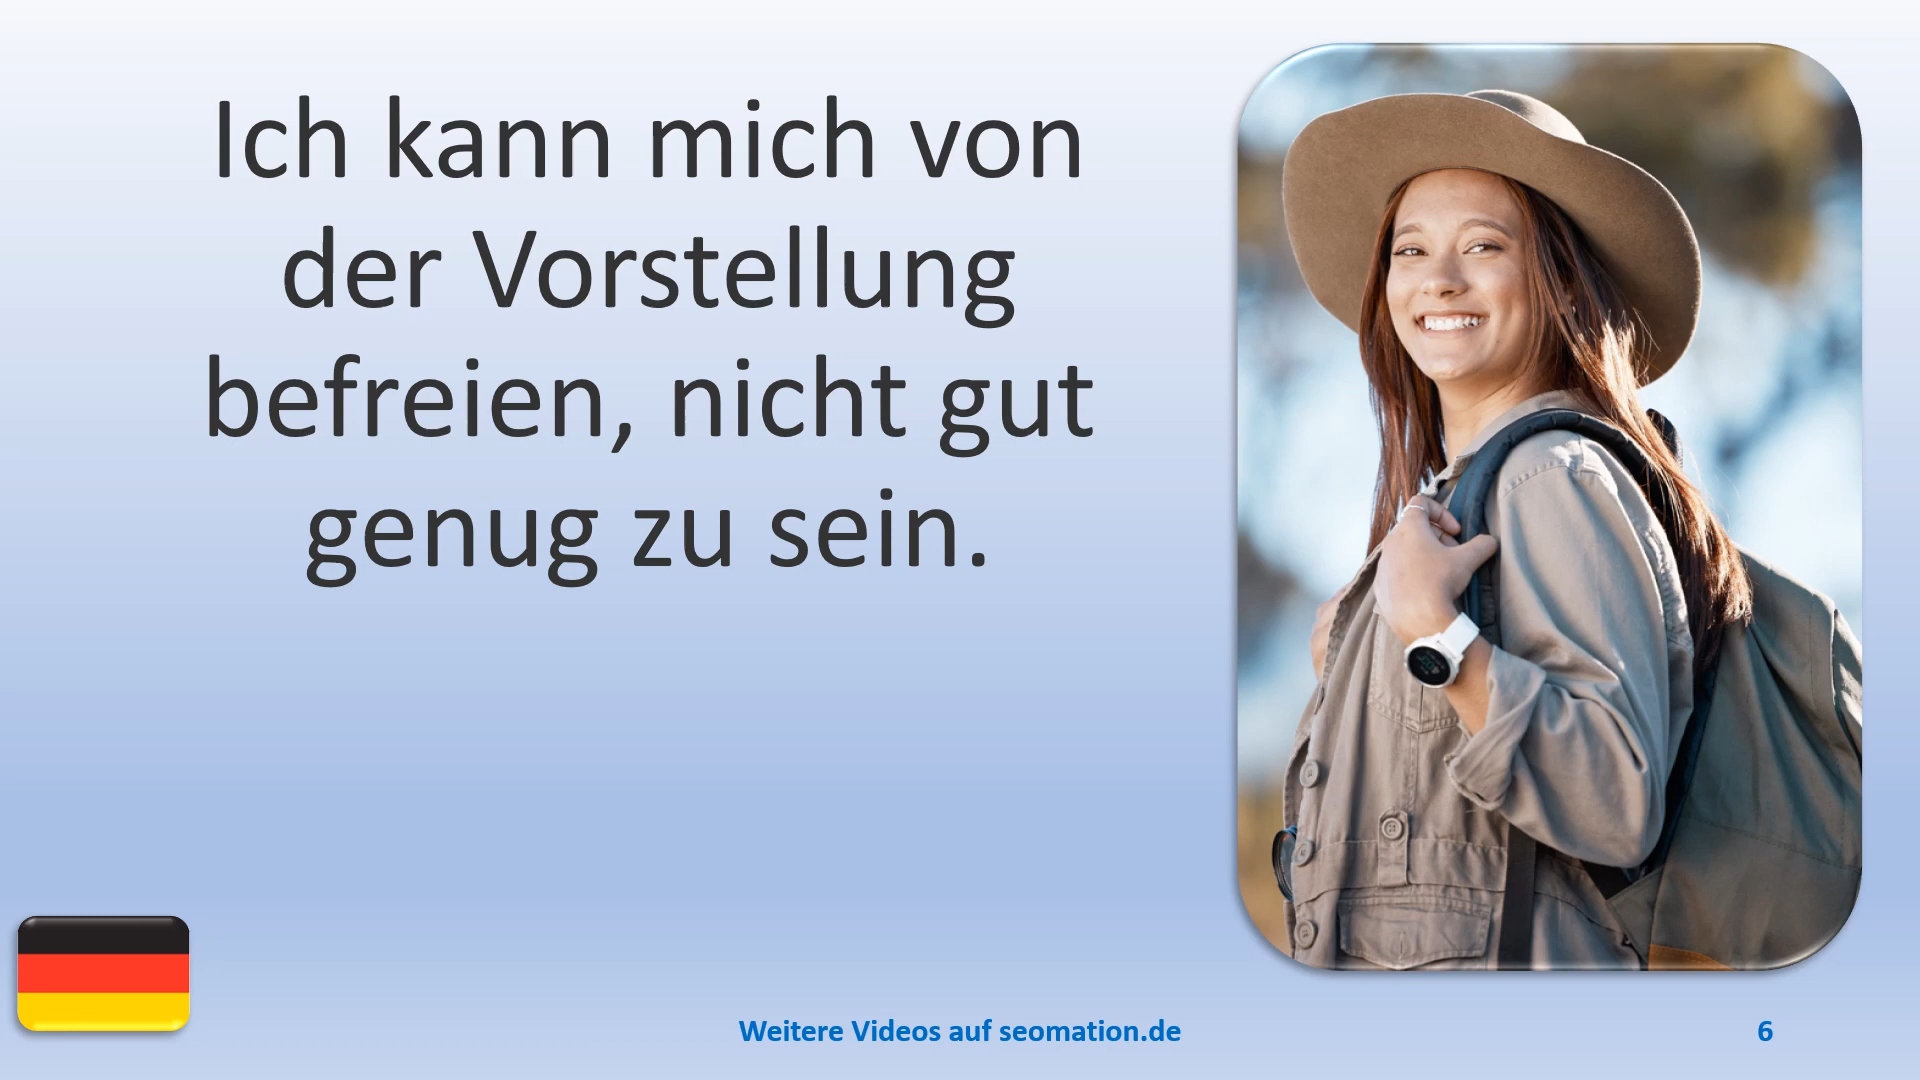 Ich kann mich von
der Vorstellung
befreien, nicht gut
genug zu sein.
Weitere Videos auf seomation.de
6